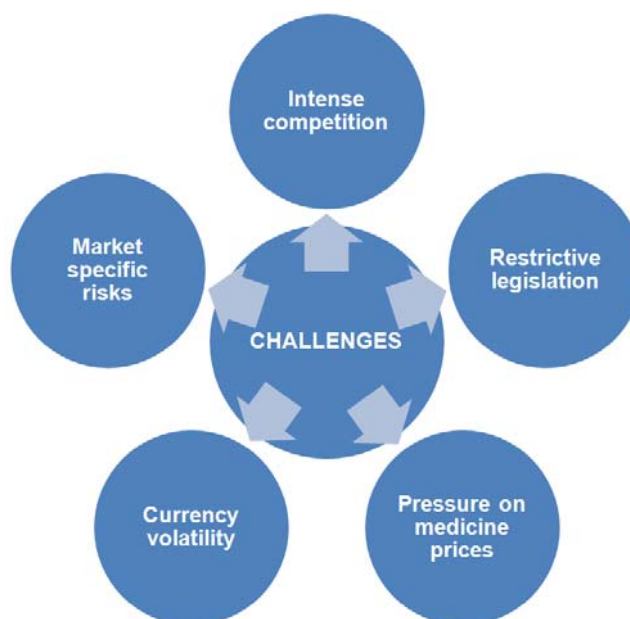 Intense
competition
Market
specific
risks
Restrictive
legislation
CHALLENGES
Currency
volatility
Pressure on
medicine
prices